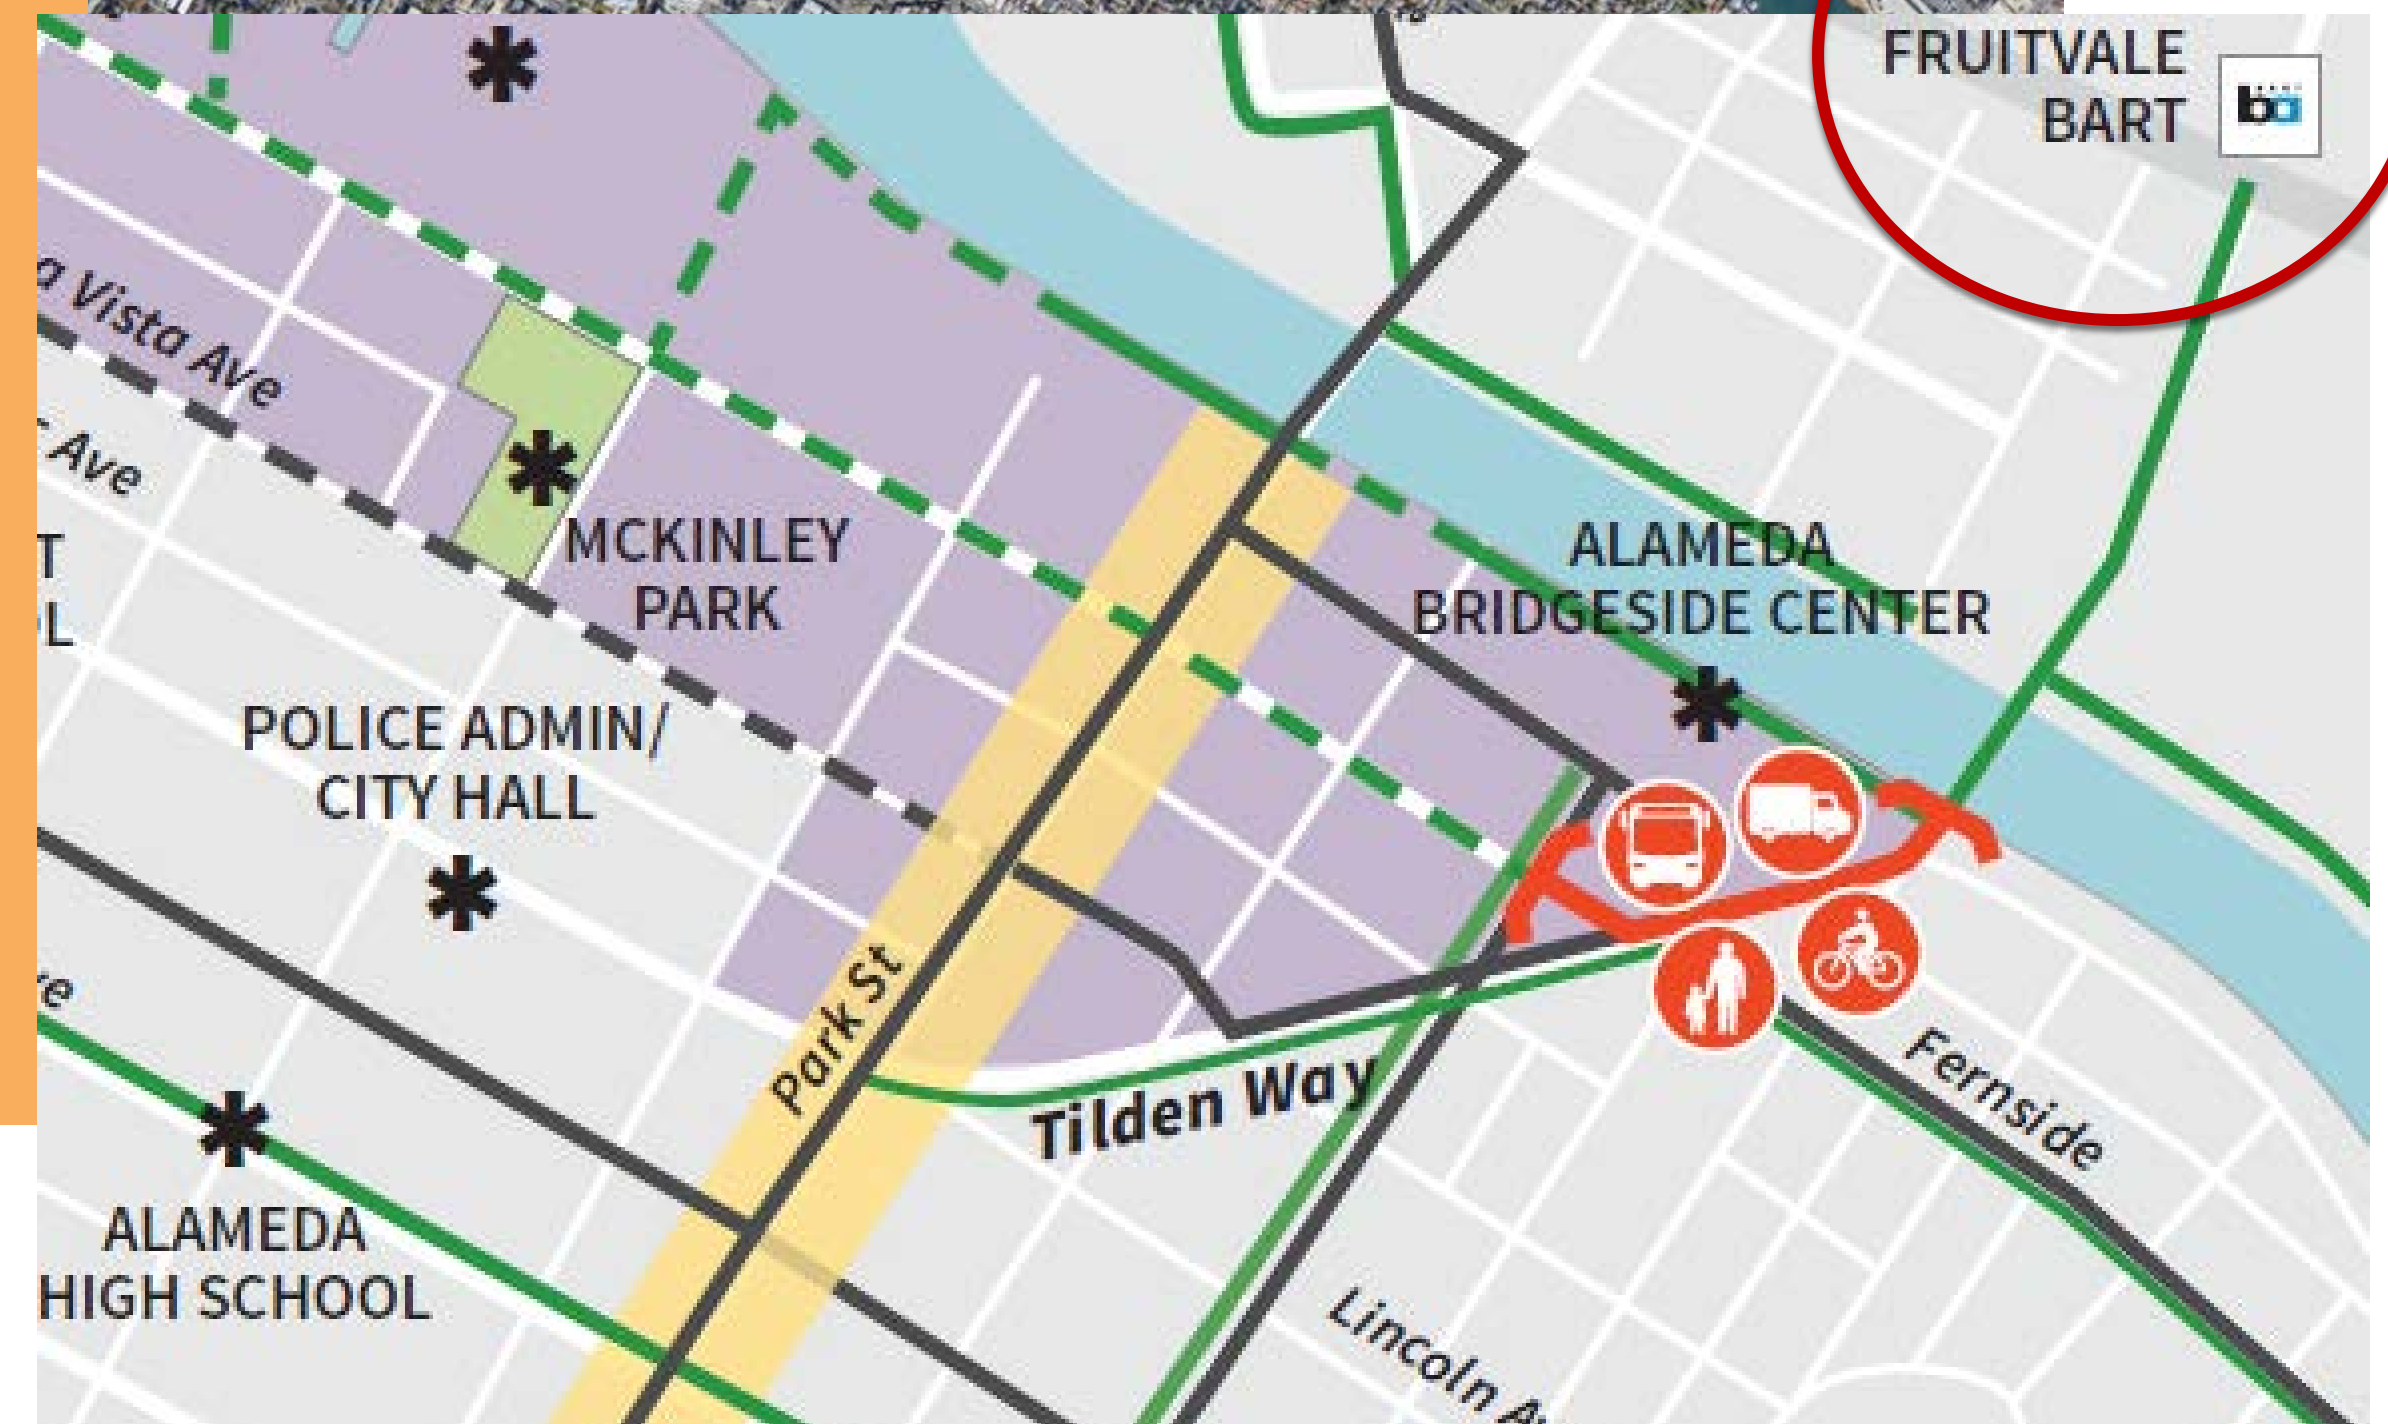 FRUITVALE
BART
ba
a Vista Ave
Ave
T
L
MCKINLEY
PARK
ALAMEDA
BRIDGESIDE CENTER
POLICE ADMIN/
CITY HALL
Park St
Tilden Way
Fernside
ALAMEDA
HIGH SCHOOL
Lincoln A